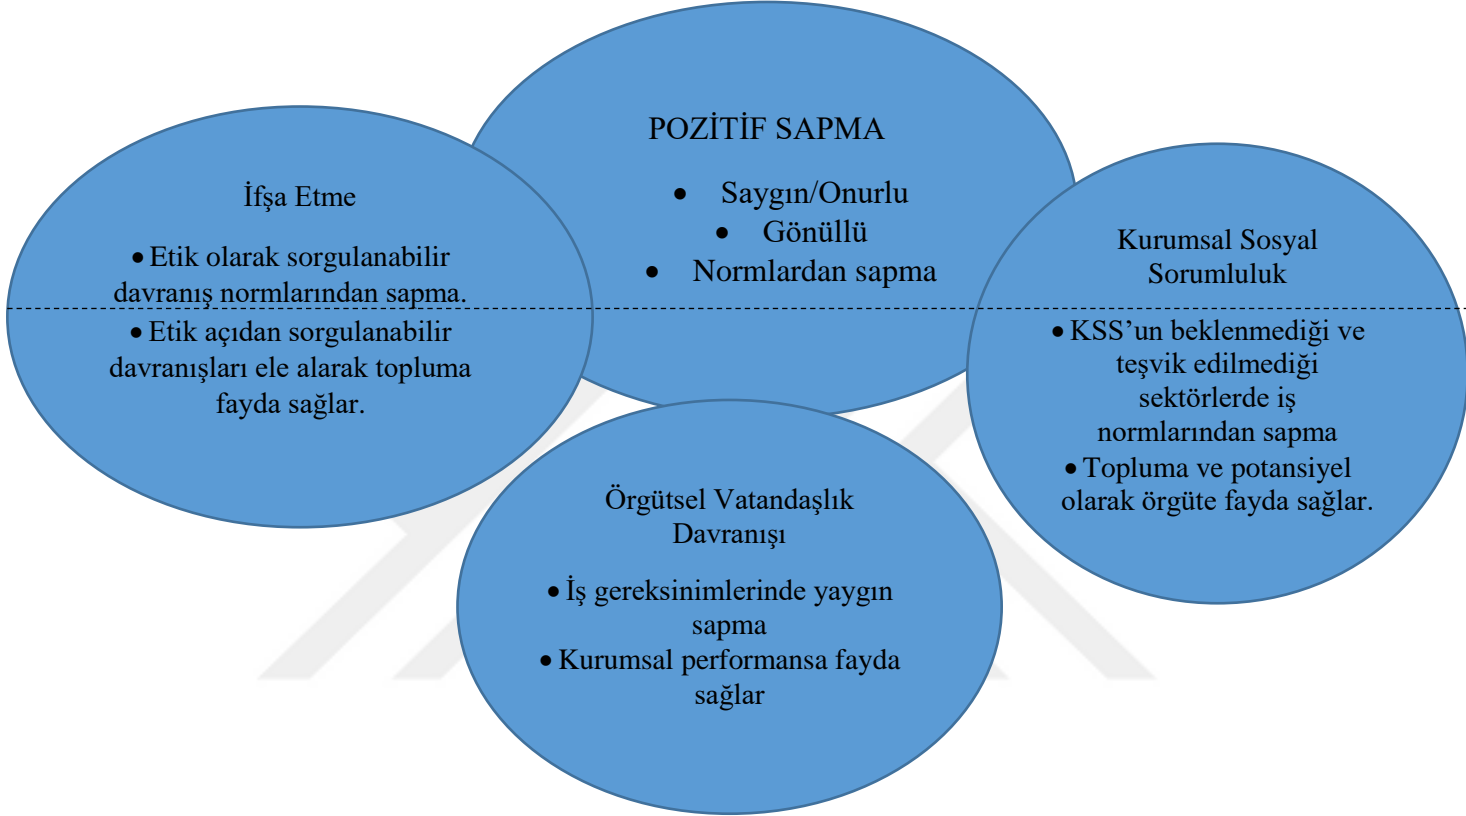 POZİTİF SAPMA
• Saygın/Onurlu
• Gönüllü
• Normlardan sapma
İfşa Etme
• Etik olarak sorgulanabilir
davranış normlarından sapma.
• Etik açıdan sorgulanabilir
davranışları ele alarak topluma
fayda sağlar.
Kurumsal Sosyal
Sorumluluk
• KSS’un beklenmediği ve
teşvik edilmediği
sektörlerde iş
normlarından sapma
• Topluma ve potansiyel
olarak örgüte fayda sağlar.
Örgütsel Vatandaşlık
Davranışı
• İş gereksinimlerinde yaygın
sapma
• Kurumsal performansa fayda
sağlar